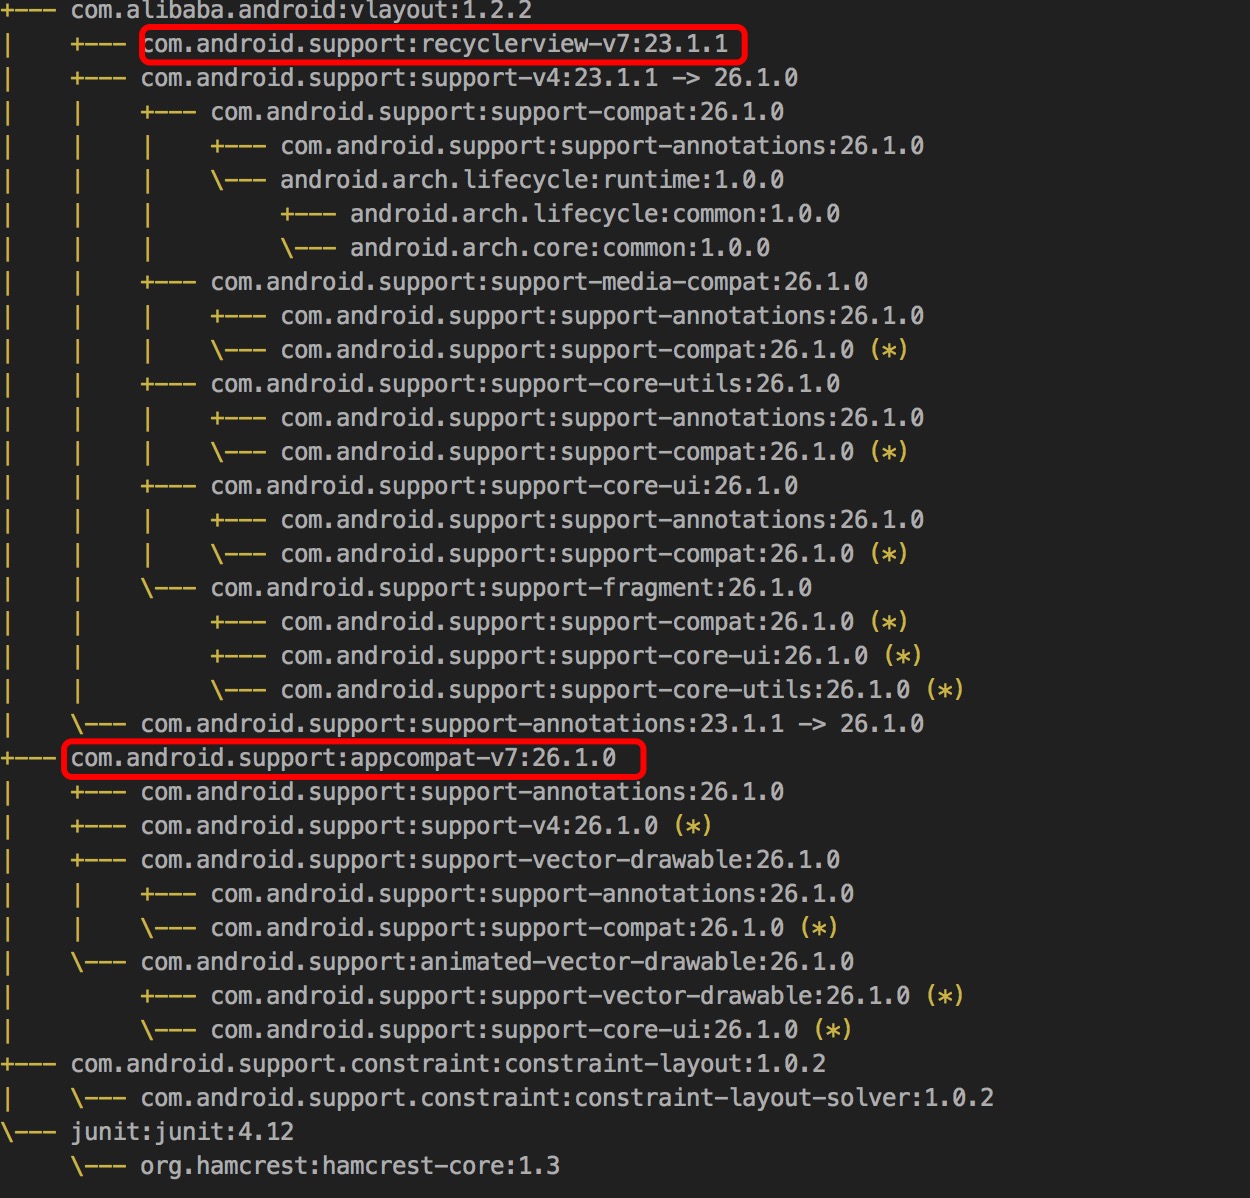 +--- com.alibaba.android:vlayout:1.2.2
|    +--- com.android.support:recyclerview-v7:23.1.1
|    +--- com.android.support:support-v4:23.1.1 -> 26.1.0
|    |    +--- com.android.support:support-compat:26.1.0
|    |    |    +--- com.android.support:support-annotations:26.1.0
|    |    |    \--- android.arch.lifecycle:runtime:1.0.0
|    |    |         +--- android.arch.lifecycle:common:1.0.0
|    |    |         \--- android.arch.core:common:1.0.0
|    |    +--- com.android.support:support-media-compat:26.1.0
|    |    |    +--- com.android.support:support-annotations:26.1.0
|    |    |    \--- com.android.support:support-compat:26.1.0 (*)
|    |    +--- com.android.support:support-core-utils:26.1.0
|    |    |    +--- com.android.support:support-annotations:26.1.0
|    |    |    \--- com.android.support:support-compat:26.1.0 (*)
|    |    +--- com.android.support:support-core-ui:26.1.0
|    |    |    +--- com.android.support:support-annotations:26.1.0
|    |    |    \--- com.android.support:support-compat:26.1.0 (*)
|    |    \--- com.android.support:support-fragment:26.1.0
|    |         +--- com.android.support:support-compat:26.1.0 (*)
|    |         +--- com.android.support:support-core-ui:26.1.0 (*)
|    |         \--- com.android.support:support-core-utils:26.1.0 (*)
|    \--- com.android.support:support-annotations:23.1.1 -> 26.1.0
+--- com.android.support:appcompat-v7:26.1.0
|    +--- com.android.support:support-annotations:26.1.0
|    +--- com.android.support:support-v4:26.1.0 (*)
|    +--- com.android.support:support-vector-drawable:26.1.0
|    |    +--- com.android.support:support-annotations:26.1.0
|    |    \--- com.android.support:support-compat:26.1.0 (*)
|    \--- com.android.support:animated-vector-drawable:26.1.0
|         +--- com.android.support:support-vector-drawable:26.1.0 (*)
|         \--- com.android.support:support-core-ui:26.1.0 (*)
+--- com.android.support.constraint:constraint-layout:1.0.2
|    \--- com.android.support.constraint:constraint-layout-solver:1.0.2
\--- junit:junit:4.12
     \--- org.hamcrest:hamcrest-core:1.3